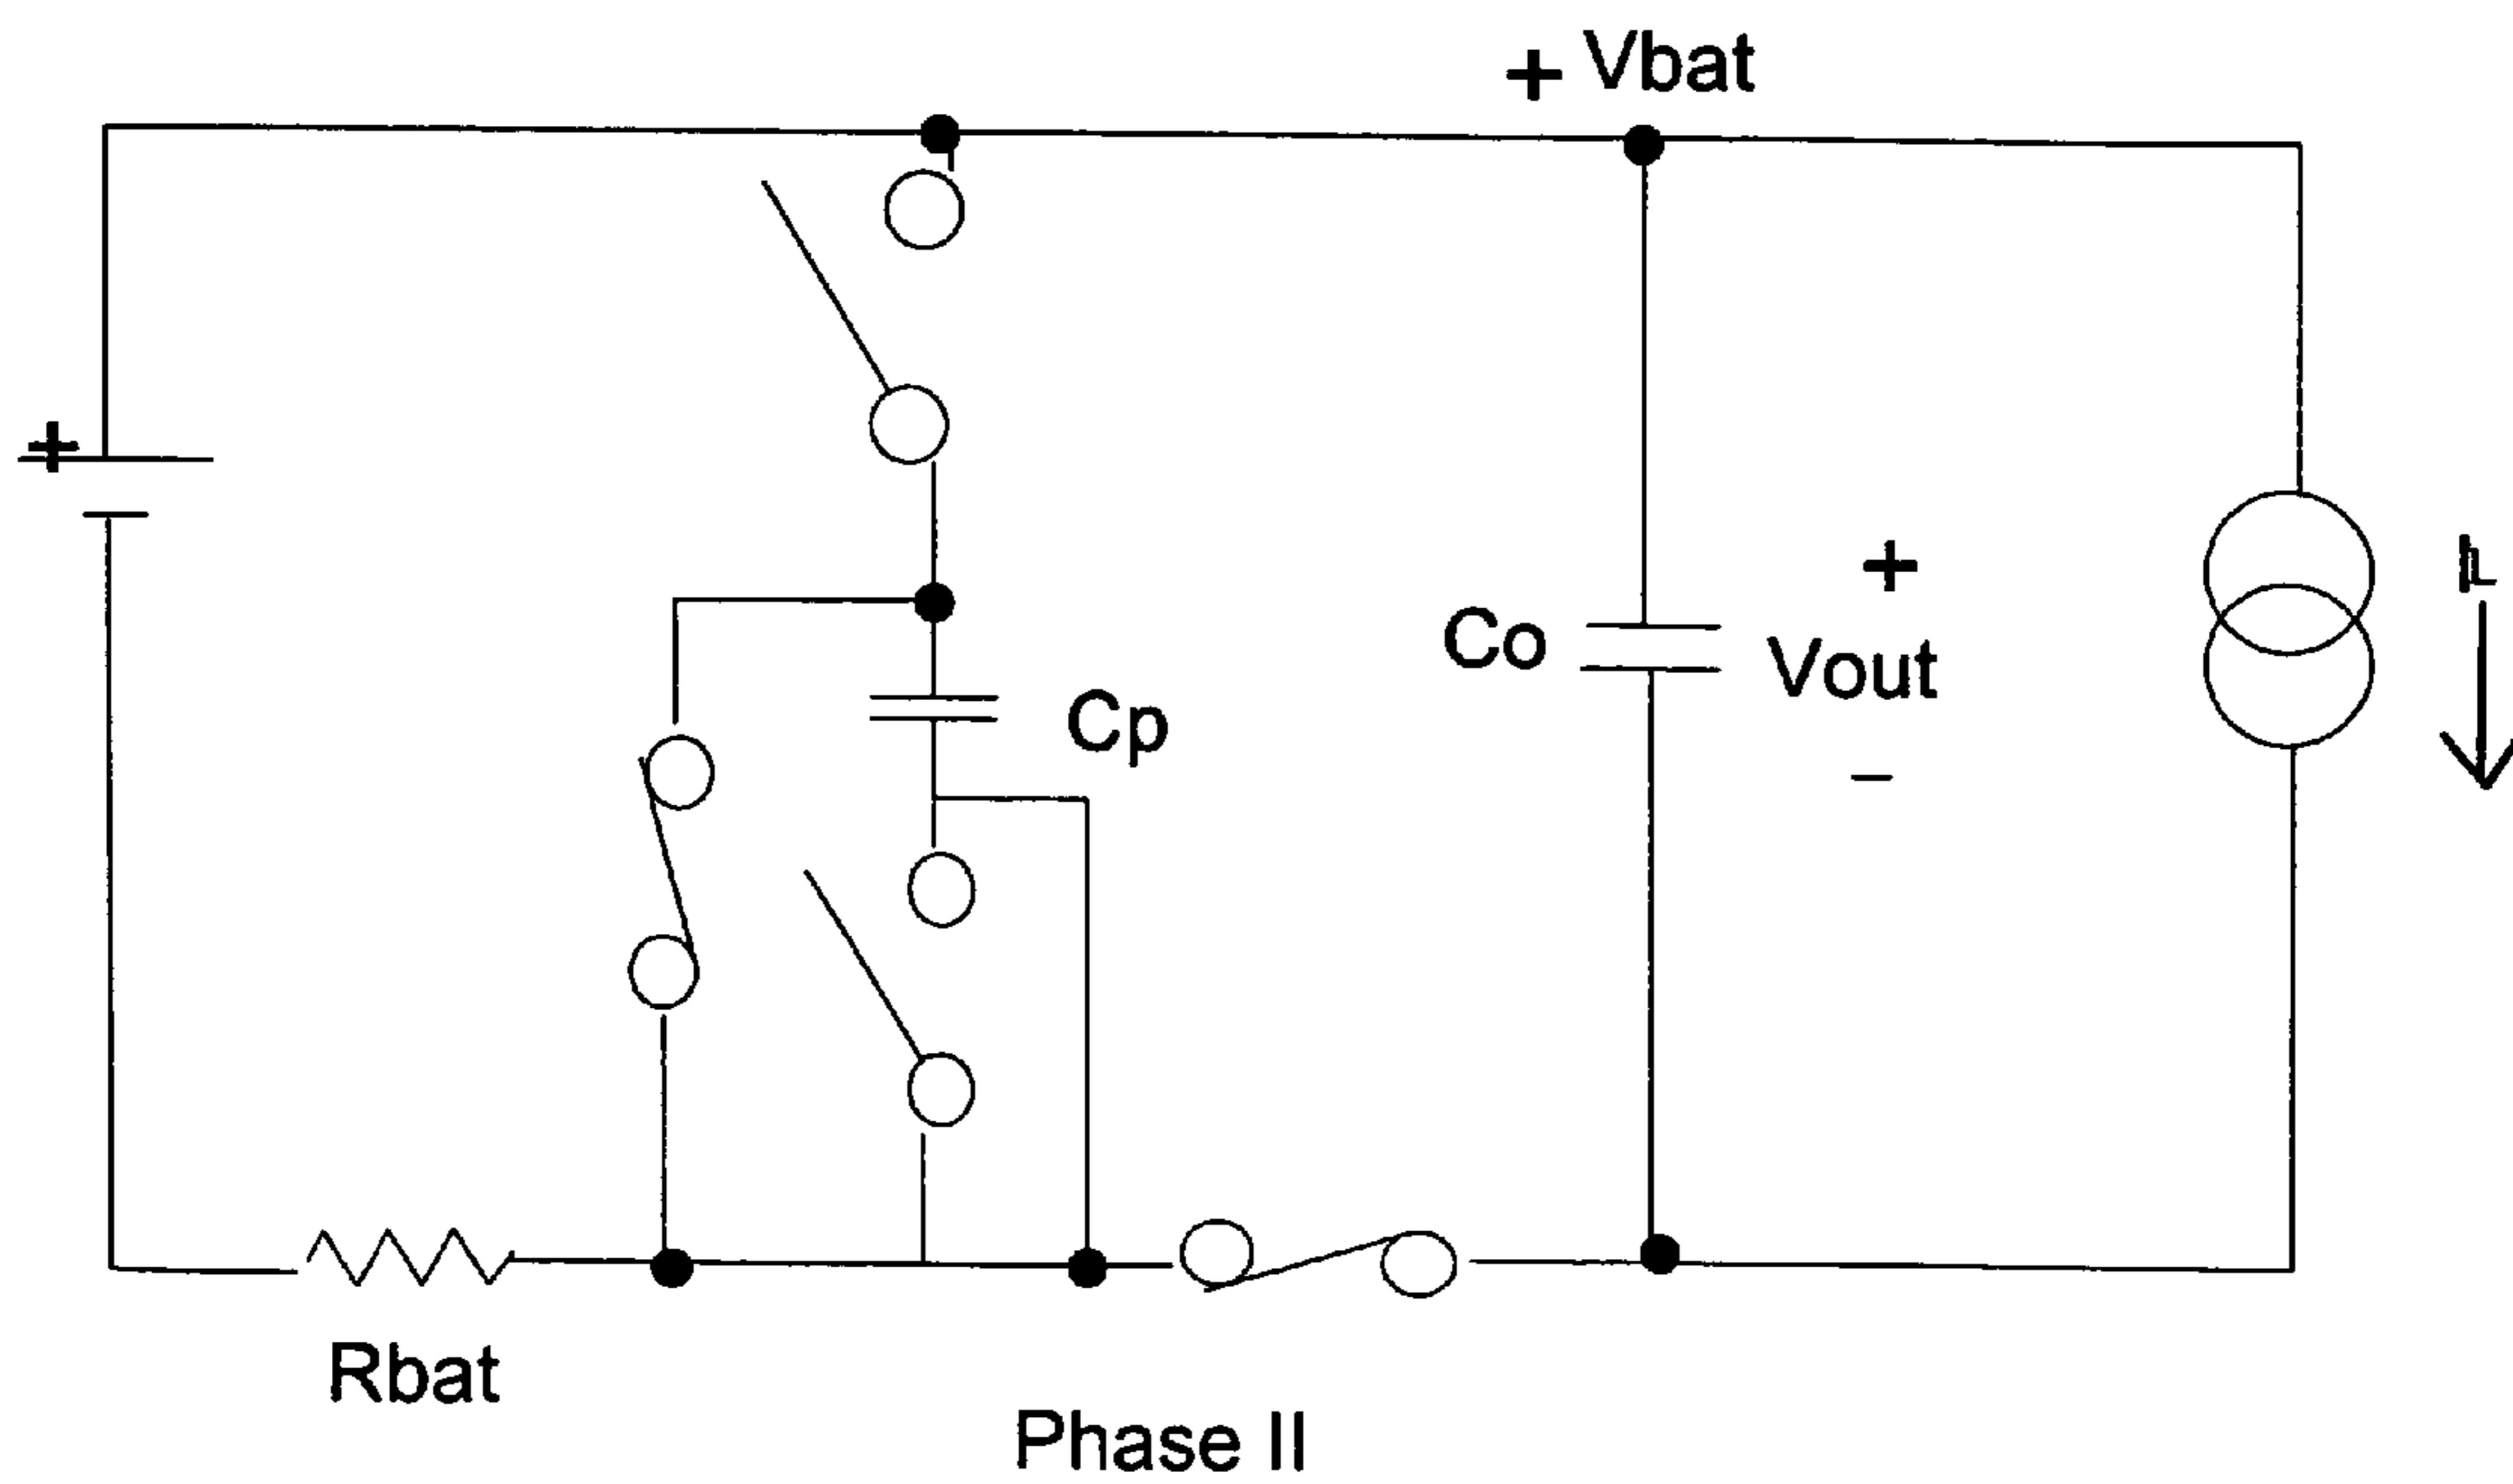 + Vbat
+
+
Co
Vout
Cp
−
IL
Rbat
Phase II